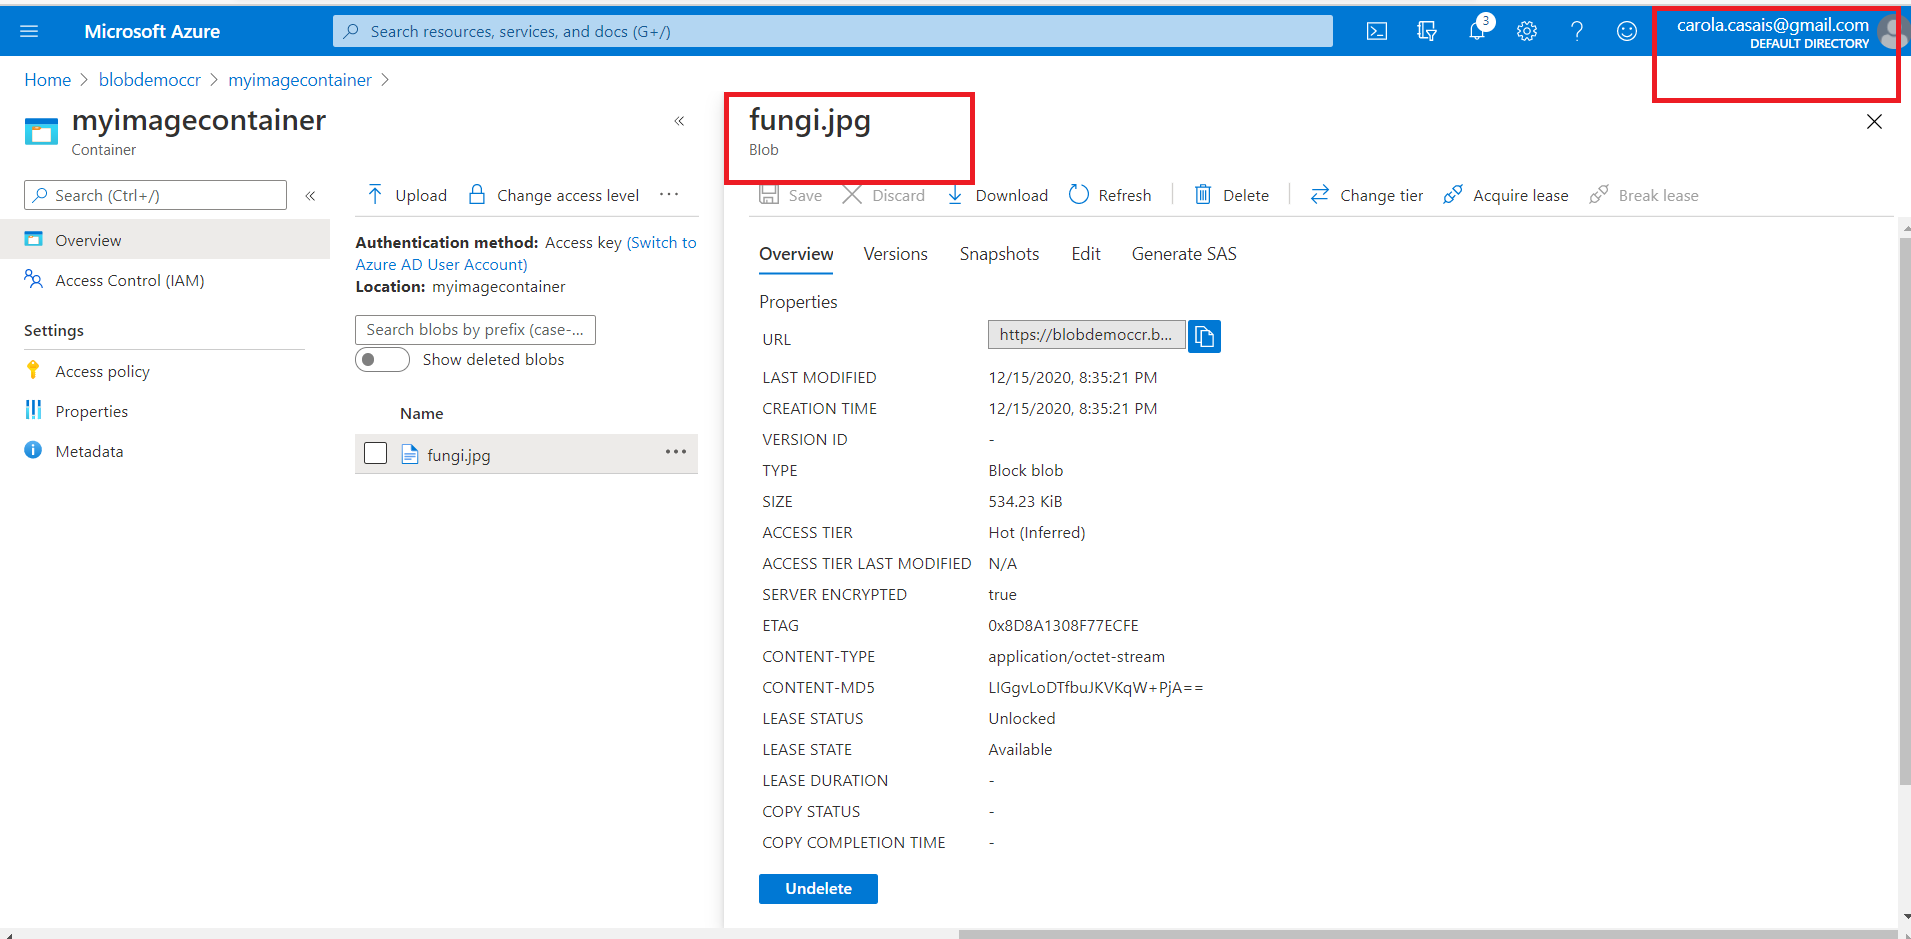 Microsoft Azure
Search resources, services, and docs (G+/)
3
carola.casais@gmail.com
DEFAULT DIRECTORY
Home > blobdemoccr > myimagecontainer >
myimagecontainer
Container
Search (Ctrl+/)
Overview
Access Control (IAM)
Settings
Access policy
Properties
Metadata
Upload
Change access level
Authentication method: Access key (Switch to
Azure AD User Account)
Location: myimagecontainer
Search blobs by prefix (case-...
Show deleted blobs
Name
fungi.jpg
fungi.jpg
Blob
Save
Discard
Download
Refresh
Delete
Change tier
Acquire lease
Break lease
Overview
Versions
Snapshots
Edit
Generate SAS
Properties
URL https://blobdemoccr.b...
LAST MODIFIED 12/15/2020, 8:35:21 PM
CREATION TIME 12/15/2020, 8:35:21 PM
VERSION ID -
TYPE Block blob
SIZE 534.23 KiB
ACCESS TIER Hot (Inferred)
ACCESS TIER LAST MODIFIED N/A
SERVER ENCRYPTED true
ETAG 0x8D8A1308F77ECFE
CONTENT-TYPE application/octet-stream
CONTENT-MD5 LIGgvLoDTfbuJKVKqW+PjA==
LEASE STATUS Unlocked
LEASE STATE Available
LEASE DURATION -
COPY STATUS -
COPY COMPLETION TIME -
Undelete